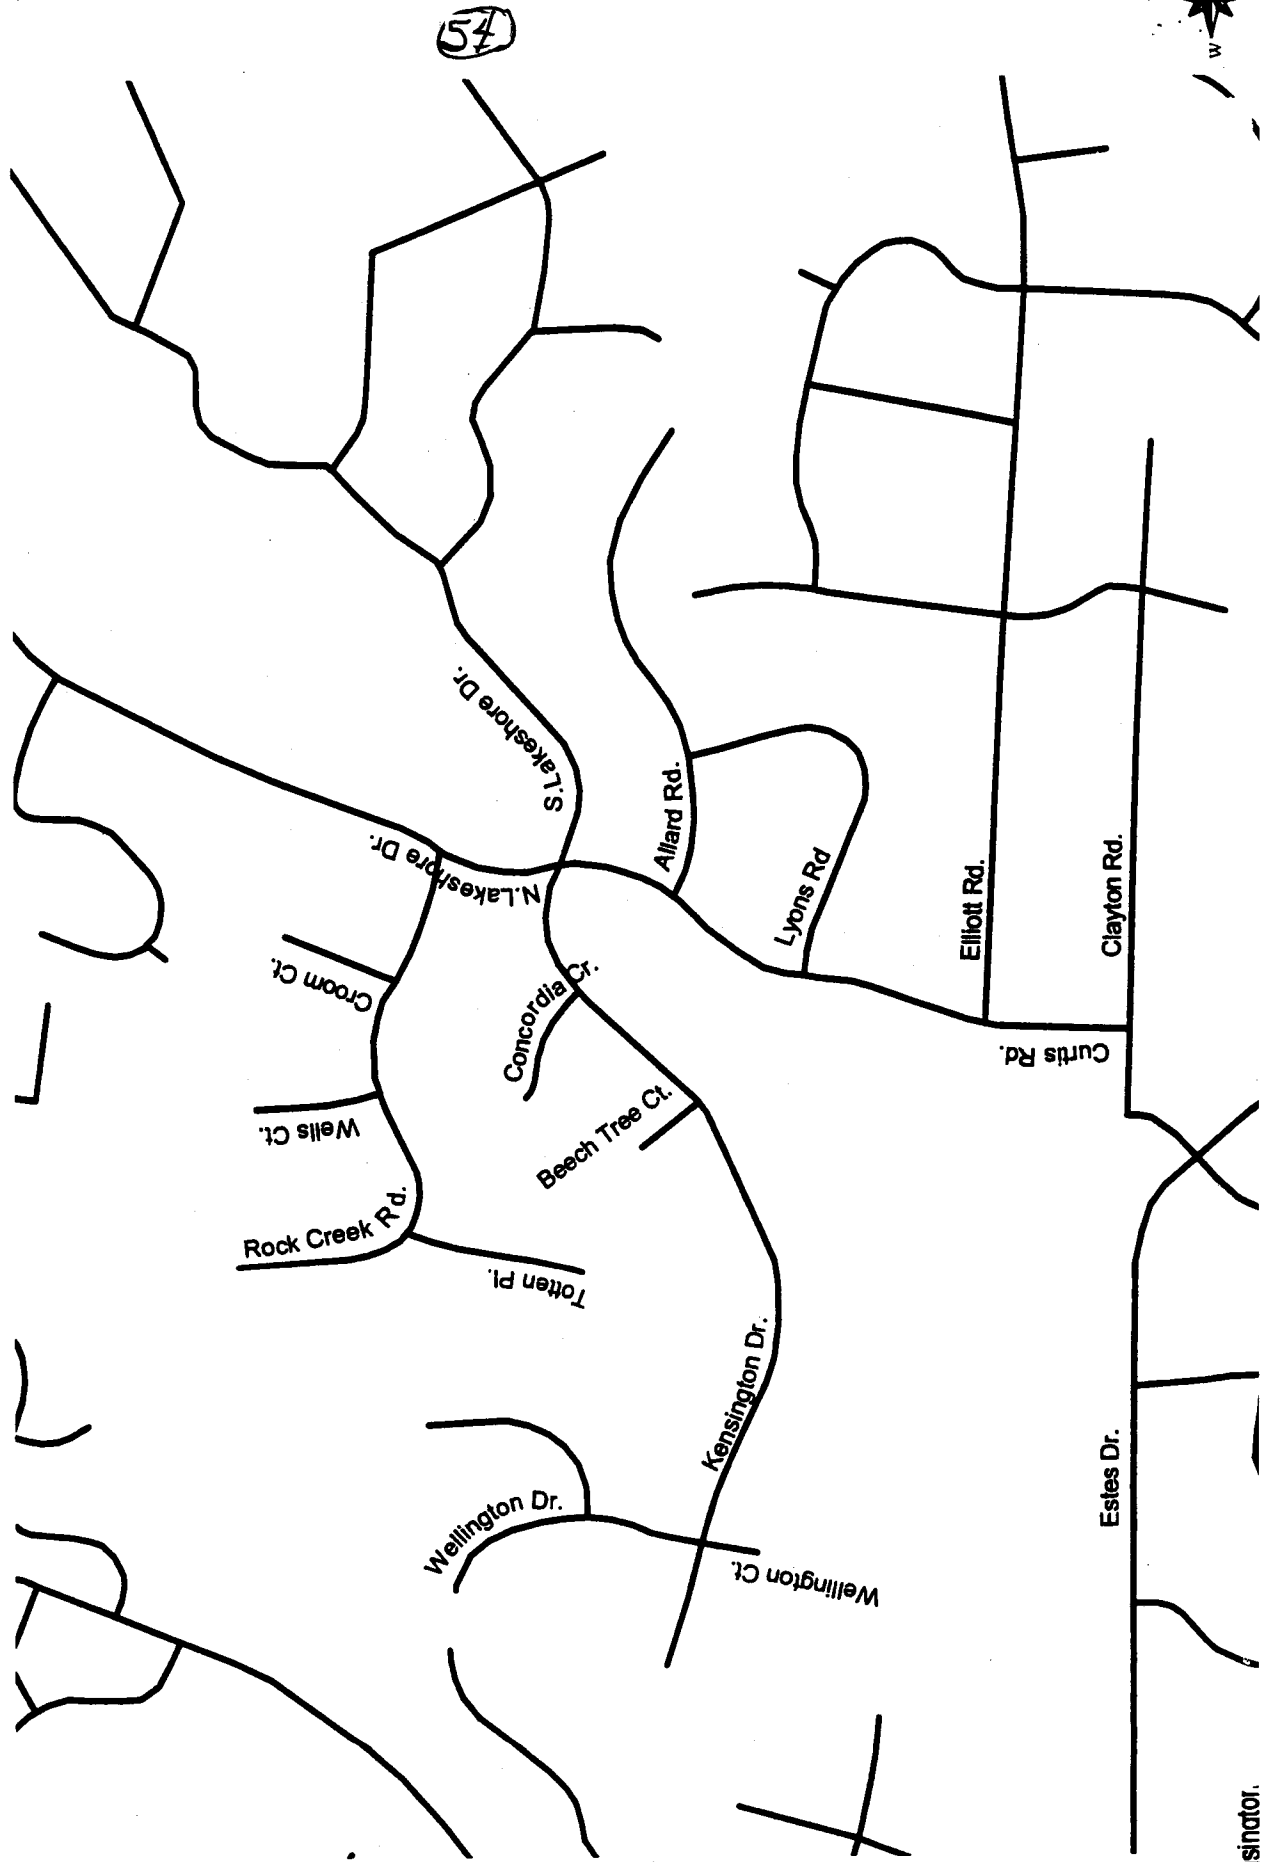 54
W
S. Lakeshore Dr.
N. Lakeshore Dr.
Allard Rd.
Lyons Rd
Elliott Rd.
Clayton Rd.
Croom Ct.
Concordia Cr.
Curtis Rd.
Wells Ct.
Beech Tree Ct.
Rock Creek Rd.
Totten Pl.
Kensington Dr.
Estes Dr.
Wellington Dr.
Wellington Ct.
sinator.